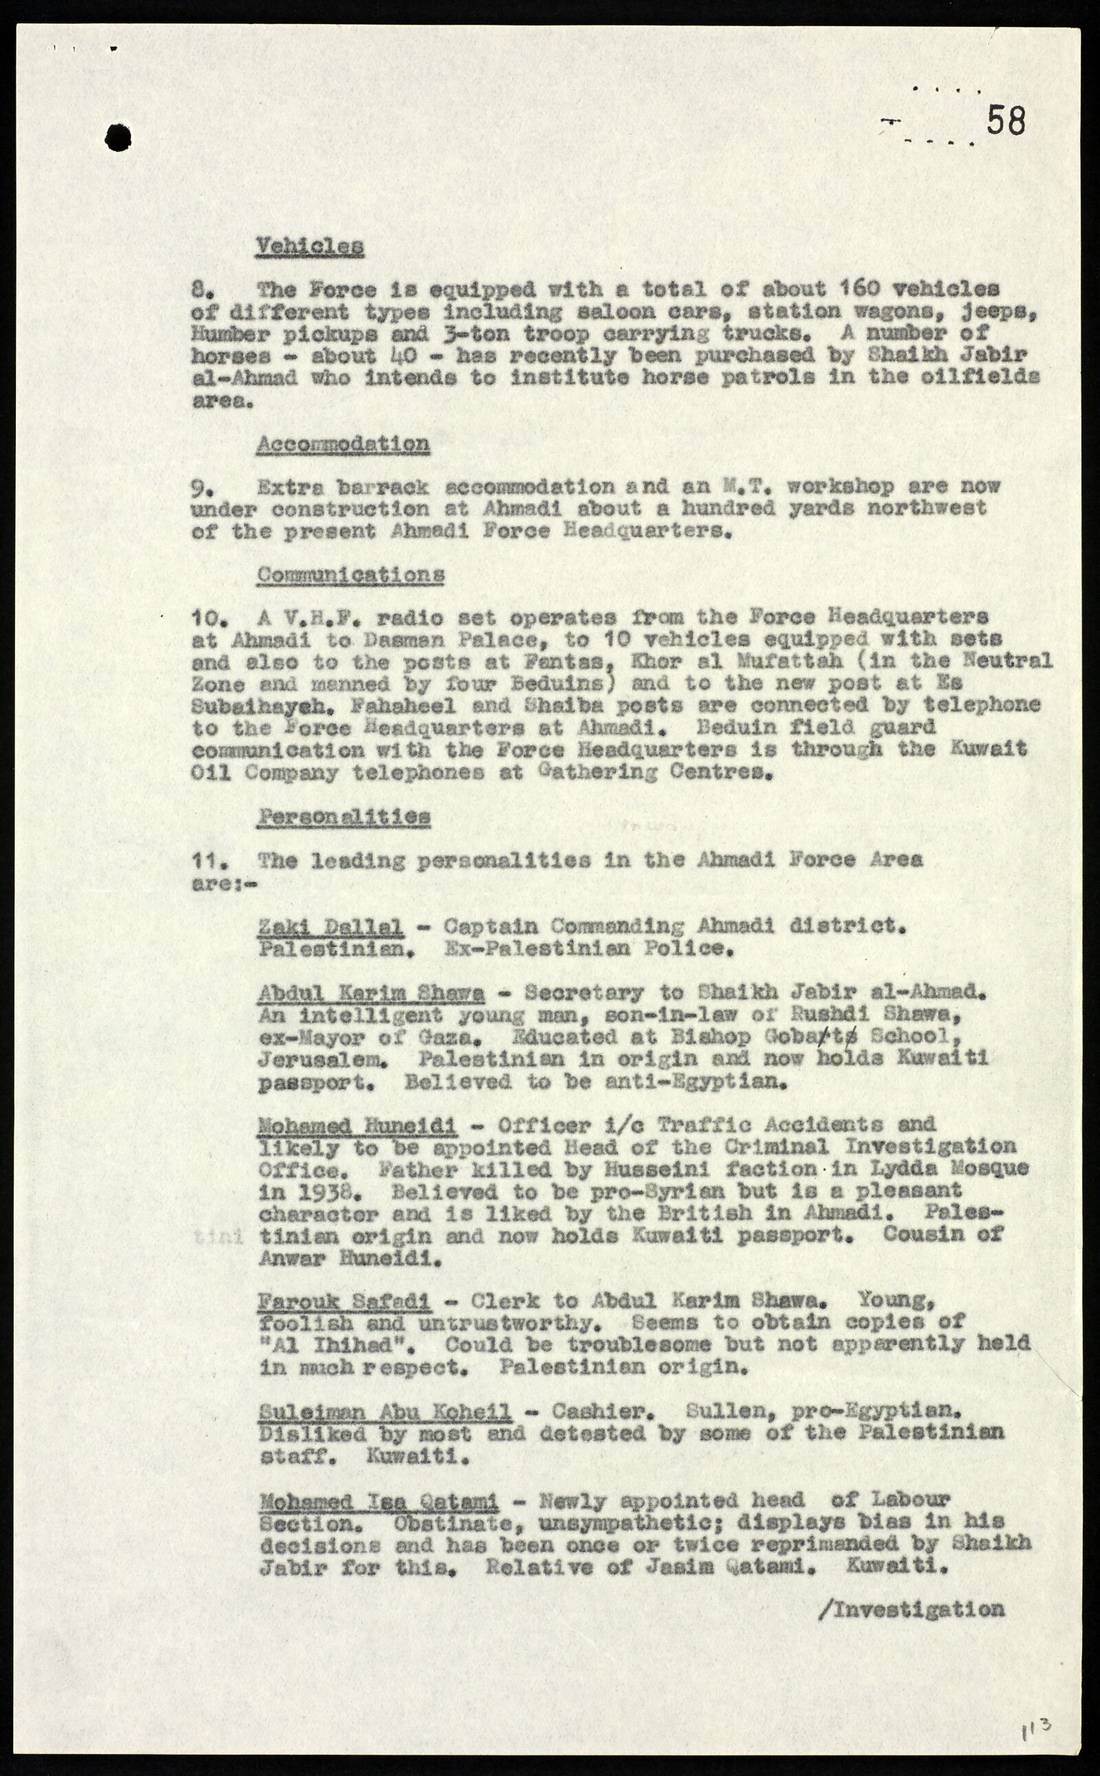 58
Vehicles
8. The Force is equipped with a total of about 160 vehicles
of different types including saloon cars, station wagons, jeeps,
Humber pickups and 3-ton troop carrying trucks. A number of
horses - about 40 - has recently been purchased by Shaikh Jabir
al-Ahmad who intends to institute horse patrols in the oilfields
area.
Accommodation
9. Extra barrack accommodation and an M.T. workshop are now
under construction at Ahmadi about a hundred yards northwest
of the present Ahmadi Force Headquarters.
Communications
10. A V.H.F. radio set operates from the Force Headquarters
at Ahmadi to Dasman Palace, to 10 vehicles equipped with sets
and also to the posts at Fantas, Khor al Mufattah (in the Neutral
Zone and manned by four Beduins) and to the new post at Es
Subaihayeh. Fahaheel and Shaiba posts are connected by telephone
to the Force Headquarters at Ahmadi. Beduin field guard
communication with the Force Headquarters is through the Kuwait
Oil Company telephones at Gathering Centres.
Personalities
11. The leading personalities in the Ahmadi Force Area
are:-
Zaki Dallal - Captain Commanding Ahmadi district.
Palestinian. Ex-Palestinian Police.
Abdul Karim Shawa - Secretary to Shaikh Jabir al-Ahmad.
An intelligent young man, son-in-law of Rushdi Shawa,
ex-Mayor of Gaza. Educated at Bishop Gobarts School,
Jerusalem. Palestinian in origin and now holds Kuwaiti
passport. Believed to be anti-Egyptian.
Mohamed Huneidi - Officer i/c Traffic Accidents and
likely to be appointed Head of the Criminal Investigation
Office. Father killed by Husseini faction in Lydda Mosque
in 1938. Believed to be pro-Syrian but is a pleasant
character and is liked by the British in Ahmadi. Pales-
tini tinian origin and now holds Kuwaiti passport. Cousin of
Anwar Huneidi.
Farouk Safadi - Clerk to Abdul Karim Shawa. Young,
foolish and untrustworthy. Seems to obtain copies of
"Al Ihihad". Could be troublesome but not apparently held
in much respect. Palestinian origin.
Suleiman Abu Koheil - Cashier. Sullen, pro-Egyptian.
Disliked by most and detested by some of the Palestinian
staff. Kuwaiti.
Mohamed Isa Qatami - Newly appointed head of Labour
Section. Obstinate, unsympathetic; displays bias in his
decisions and has been once or twice reprimanded by Shaikh
Jabir for this. Relative of Jasim Qatami. Kuwaiti.
/Investigation
113